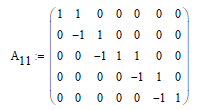 A11 :=
1 1 0 0 0 0 0
0 -1 1 0 0 0 0
0 0 -1 1 1 0 0
0 0 0 0 -1 1 0
0 0 0 0 0 -1 1